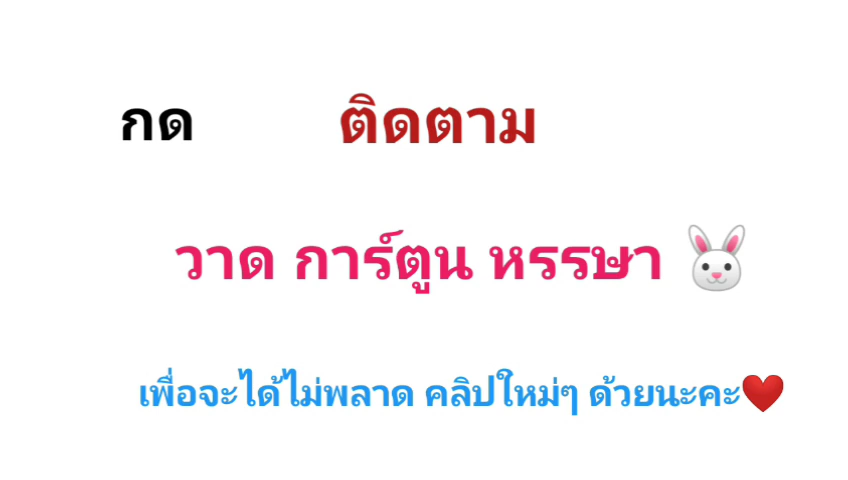 กด ติดตาม
วาด การ์ตูน หรรษา 🐰
เพื่อจะได้ไม่พลาด คลิปใหม่ๆ ด้วยนะคะ❤️